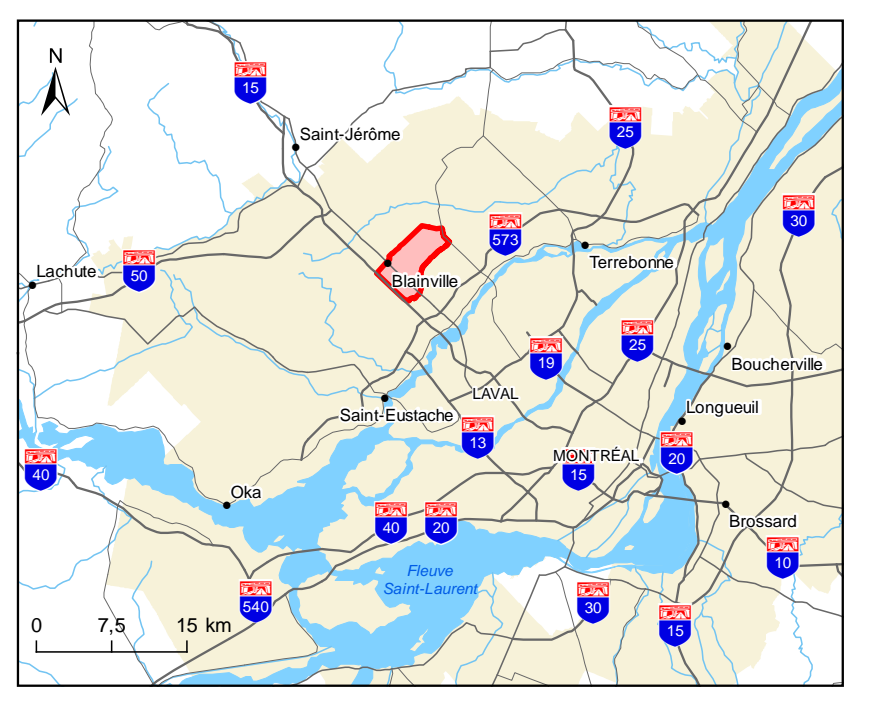 N
15
Saint-Jérôme
25
30
573
Terrebonne
Lachute
50
Blainville
25
19
Boucherville
LAVAL
Saint-Eustache
Longueuil
13
MONTRÉAL
20
40
15
Oka
40
20
Brossard
10
Fleuve
Saint-Laurent
540
30
15
0 7,5 15 km